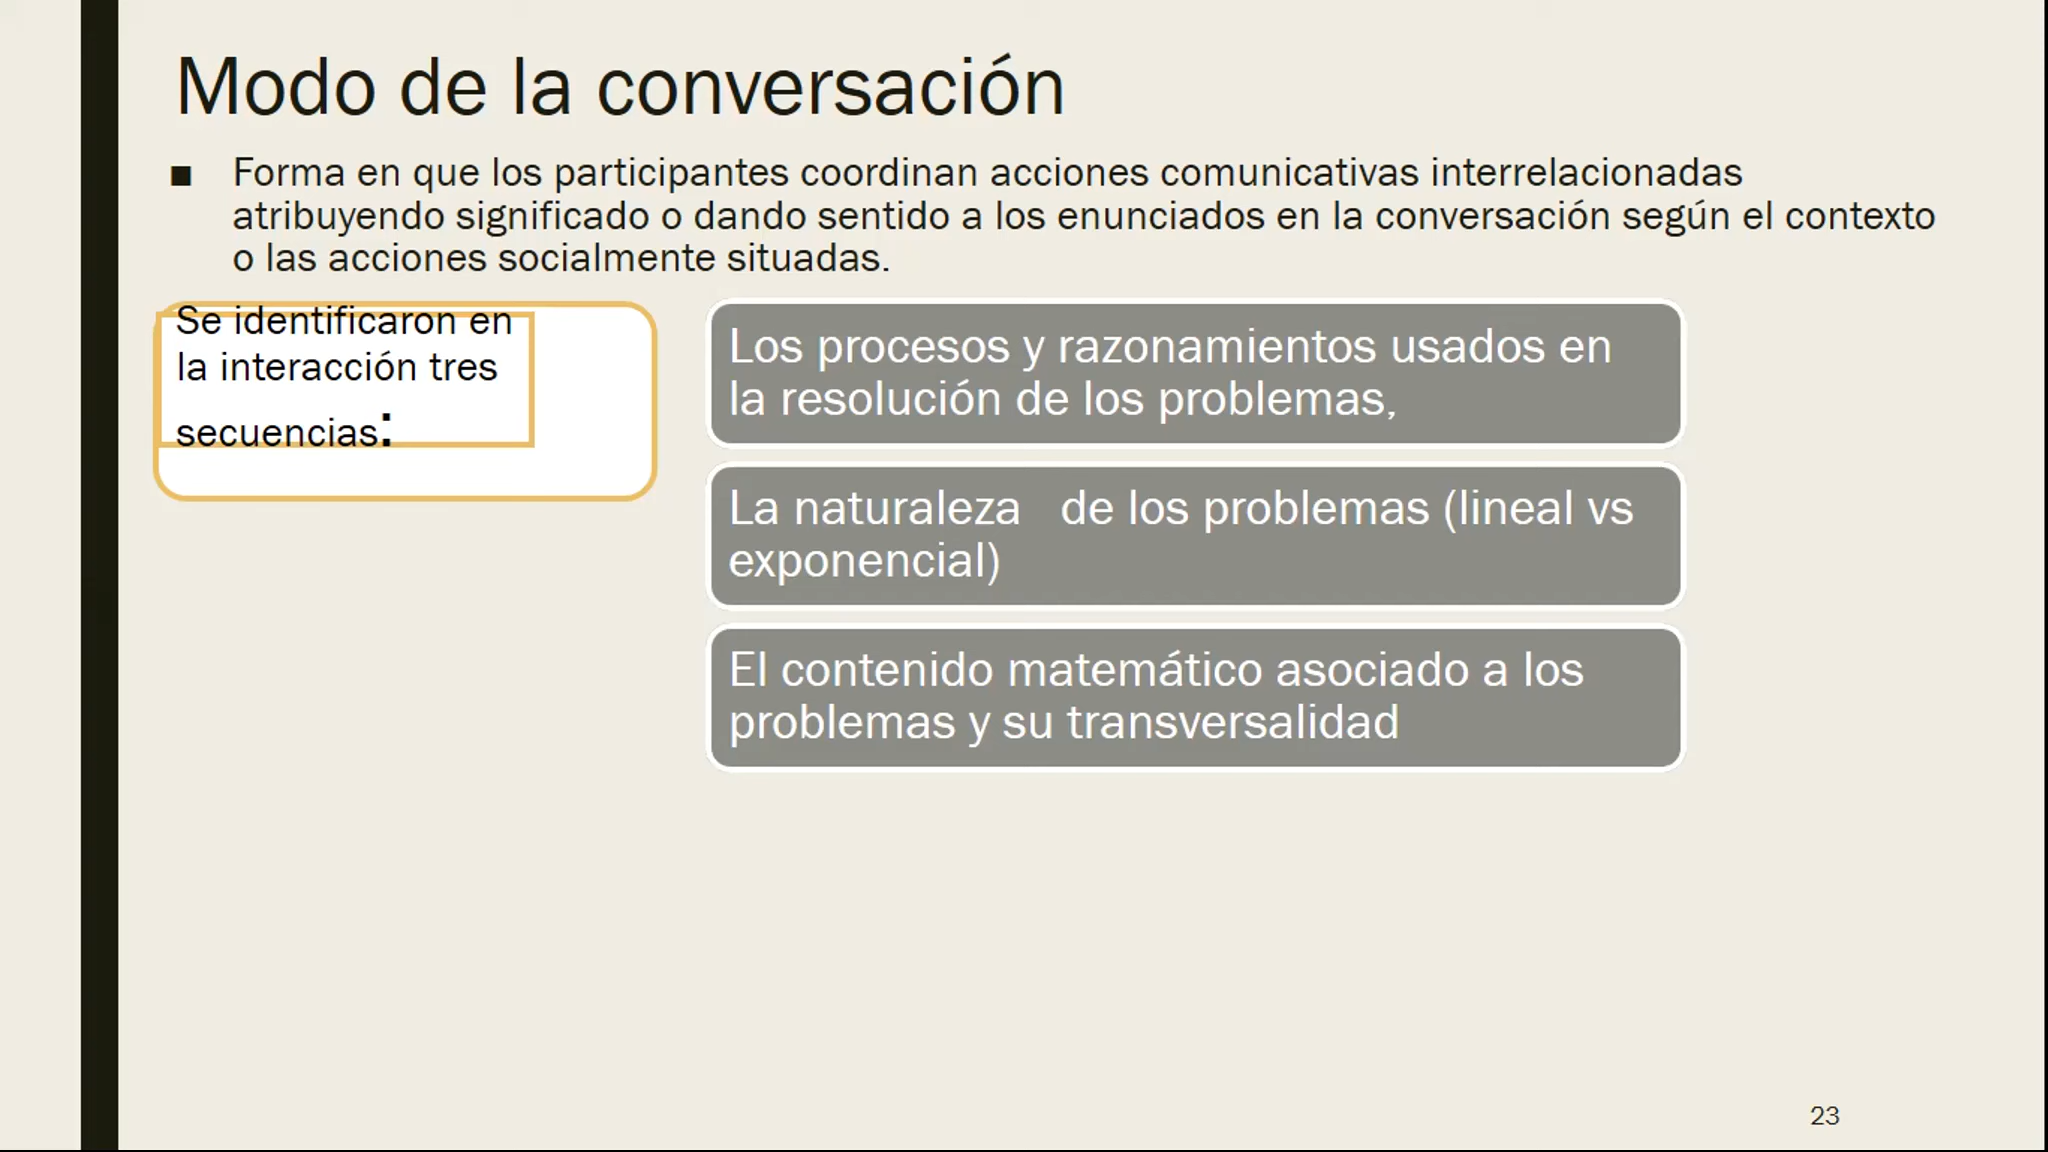 Modo de la conversación
▪ Forma en que los participantes coordinan acciones comunicativas interrelacionadas
atribuyendo significado o dando sentido a los enunciados en la conversación según el contexto
o las acciones socialmente situadas.
Se identificaron en
la interacción tres
secuencias:
Los procesos y razonamientos usados en
la resolución de los problemas,
La naturaleza   de los problemas (lineal vs
exponencial)
El contenido matemático asociado a los
problemas y su transversalidad
23